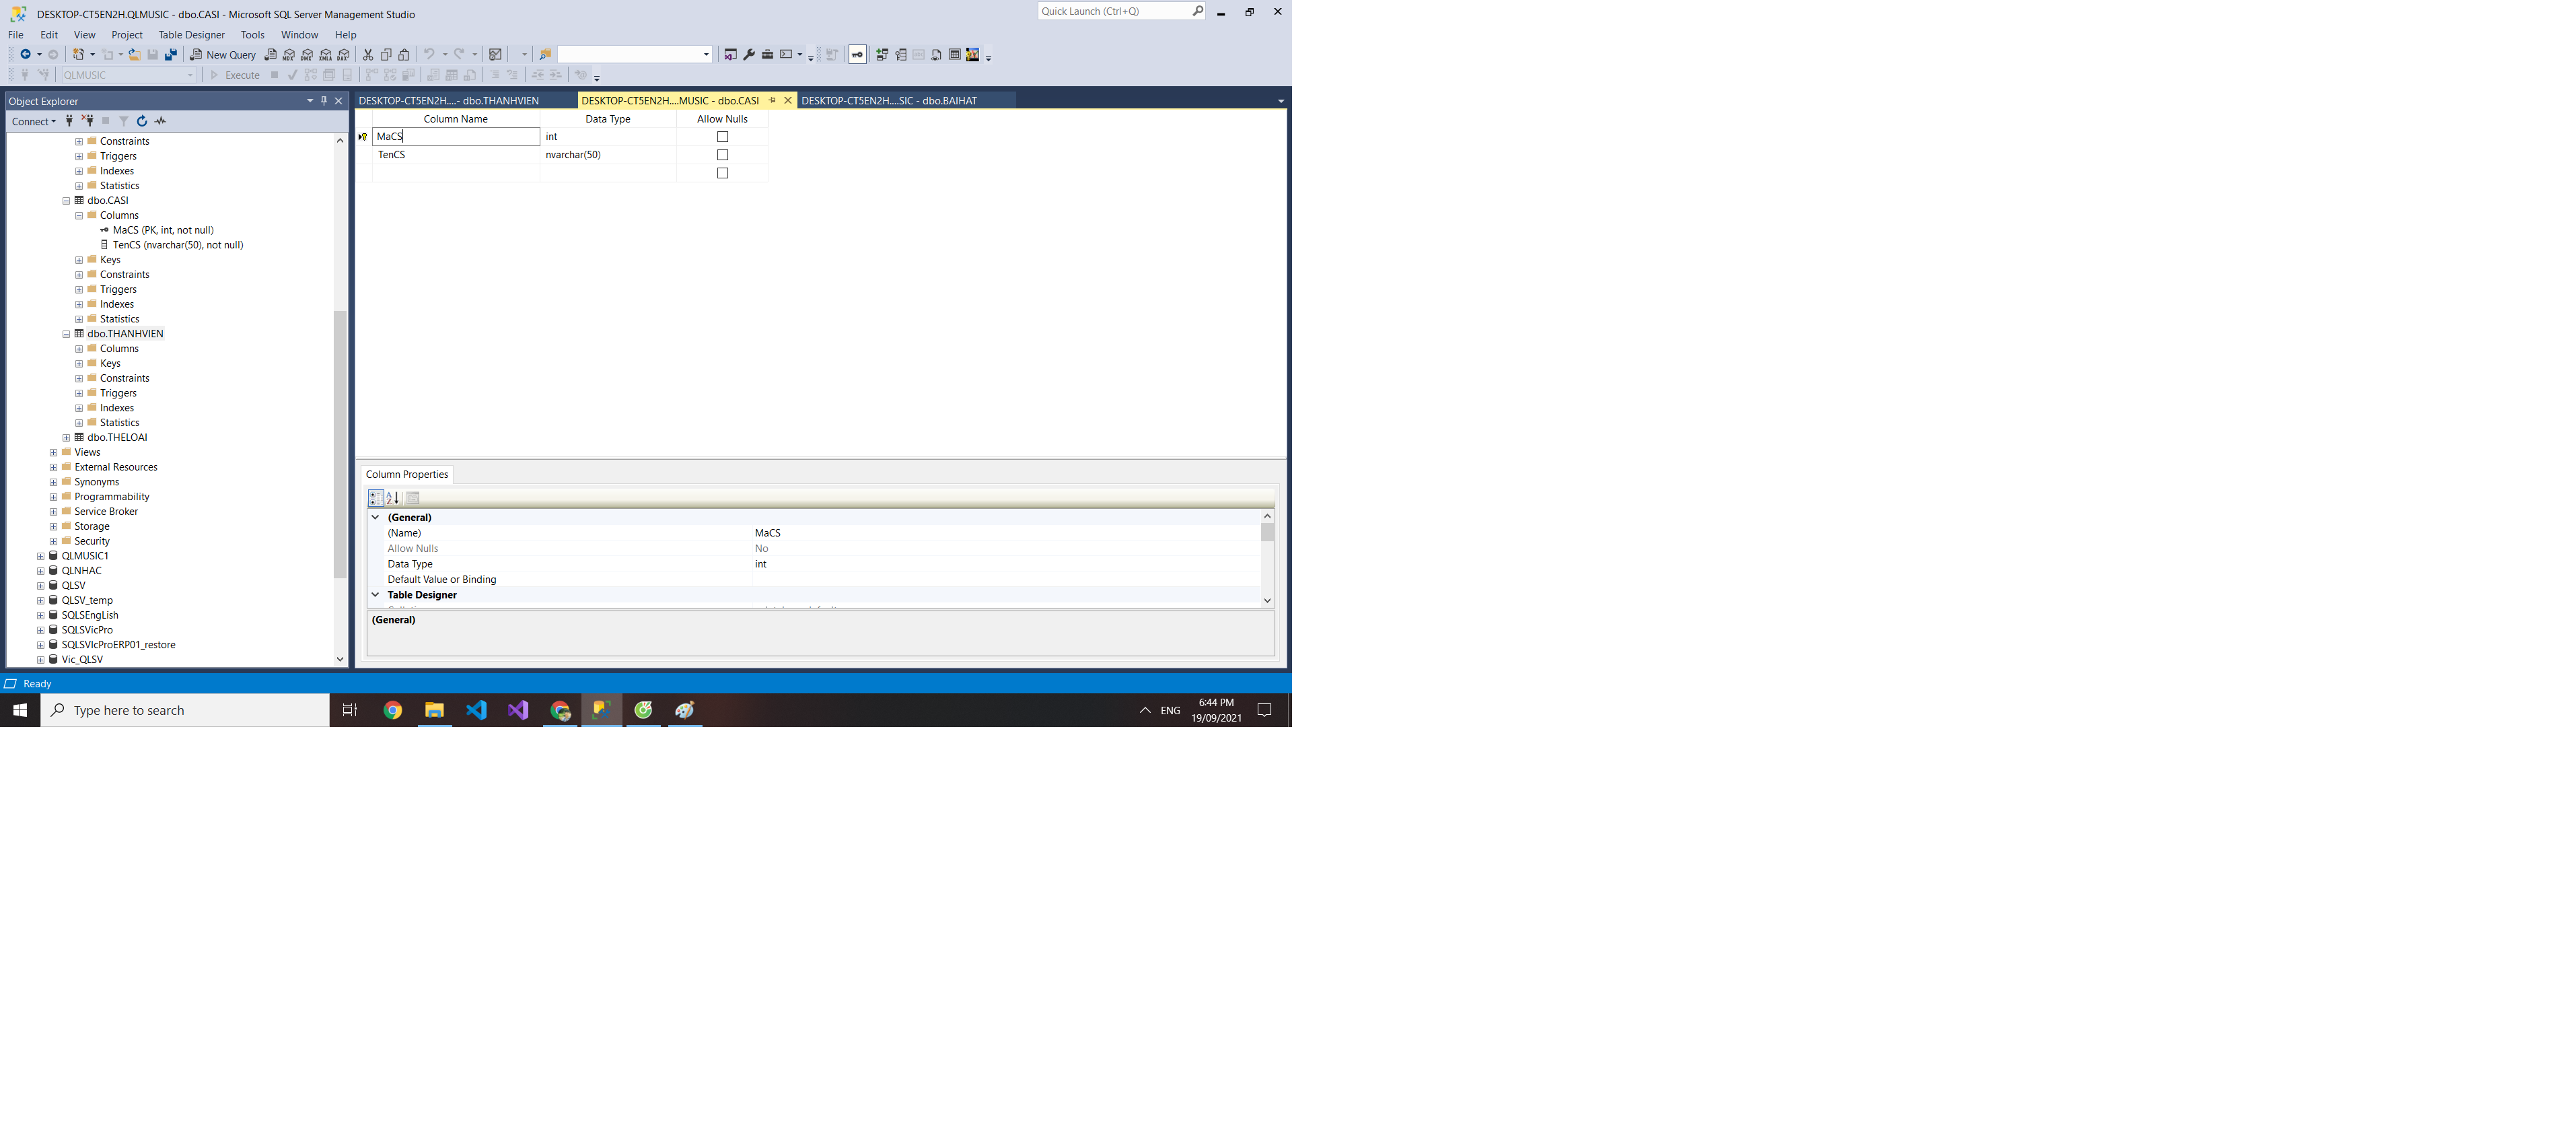 DESKTOP-CT5EN2H.QLMUSIC - dbo.CASI - Microsoft SQL Server Management Studio
Quick Launch (Ctrl+Q)
File Edit View Project Table Designer Tools Window Help
New Query
QLMUSIC Execute
Object Explorer
Connect
Constraints
Triggers
Indexes
Statistics
dbo.CASI
Columns
MaCS (PK, int, not null)
TenCS (nvarchar(50), not null)
Keys
Constraints
Triggers
Indexes
Statistics
dbo.THANHVIEN
Columns
Keys
Constraints
Triggers
Indexes
Statistics
dbo.THELOAI
Views
External Resources
Synonyms
Programmability
Service Broker
Storage
Security
QLMUSIC1
QLNHAC
QLSV
QLSV_temp
SQLSEngLish
SQLSVicPro
SQLSVIcProERP01_restore
Vic_QLSV
DESKTOP-CT5EN2H....- dbo.THANHVIEN
DESKTOP-CT5EN2H....MUSIC - dbo.CASI
DESKTOP-CT5EN2H....SIC - dbo.BAIHAT
Column Name Data Type Allow Nulls
MaCS int
TenCS nvarchar(50)
Column Properties
(General)
(Name) MaCS
Allow Nulls No
Data Type int
Default Value or Binding
Table Designer
(General)
Ready
Type here to search
ENG
6:44 PM
19/09/2021